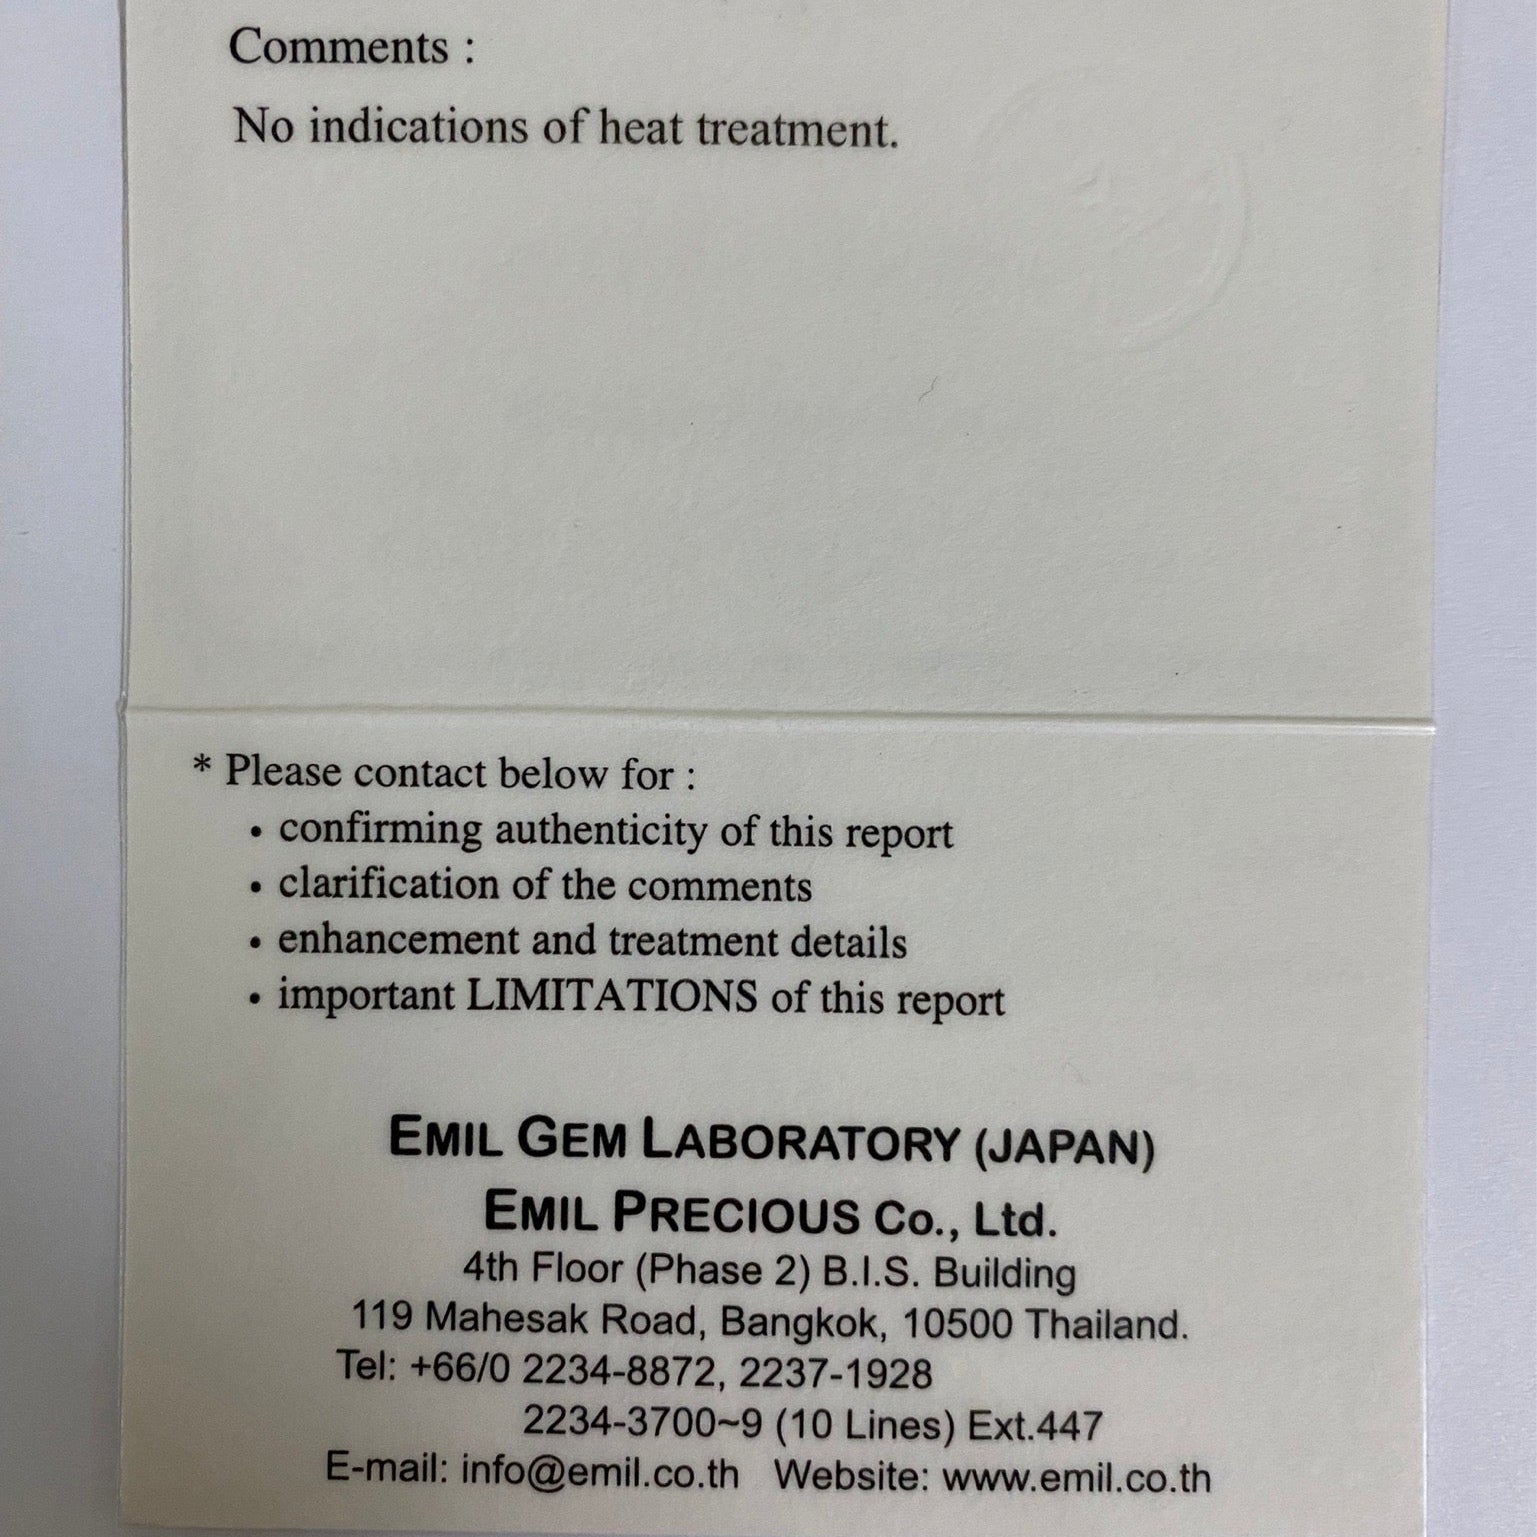 Comments :
No indications of heat treatment.
* Please contact below for :
• confirming authenticity of this report
• clarification of the comments
• enhancement and treatment details
• important LIMITATIONS of this report
EMIL GEM LABORATORY (JAPAN)
EMIL PRECIOUS Co., Ltd.
4th Floor (Phase 2) B.I.S. Building
119 Mahesak Road, Bangkok, 10500 Thailand.
Tel: +66/0 2234-8872, 2237-1928
2234-3700~9 (10 Lines) Ext.447
E-mail: info@emil.co.th Website: www.emil.co.th